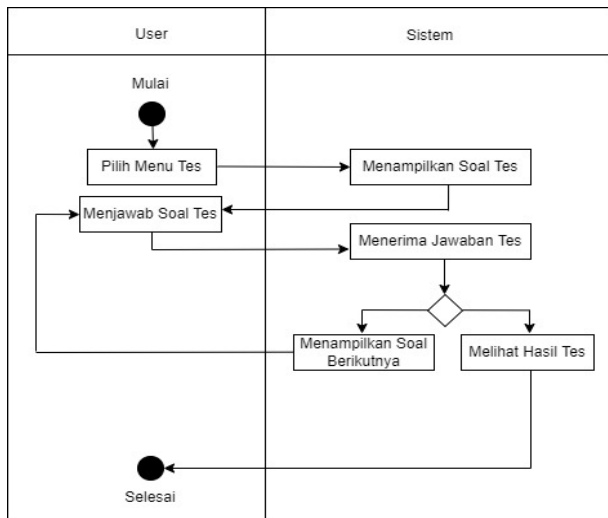 User
Sistem
Mulai
Pilih Menu Tes
Menampilkan Soal Tes
Menjawab Soal Tes
Menerima Jawaban Tes
Menampilkan Soal
Berikutnya
Melihat Hasil Tes
Selesai